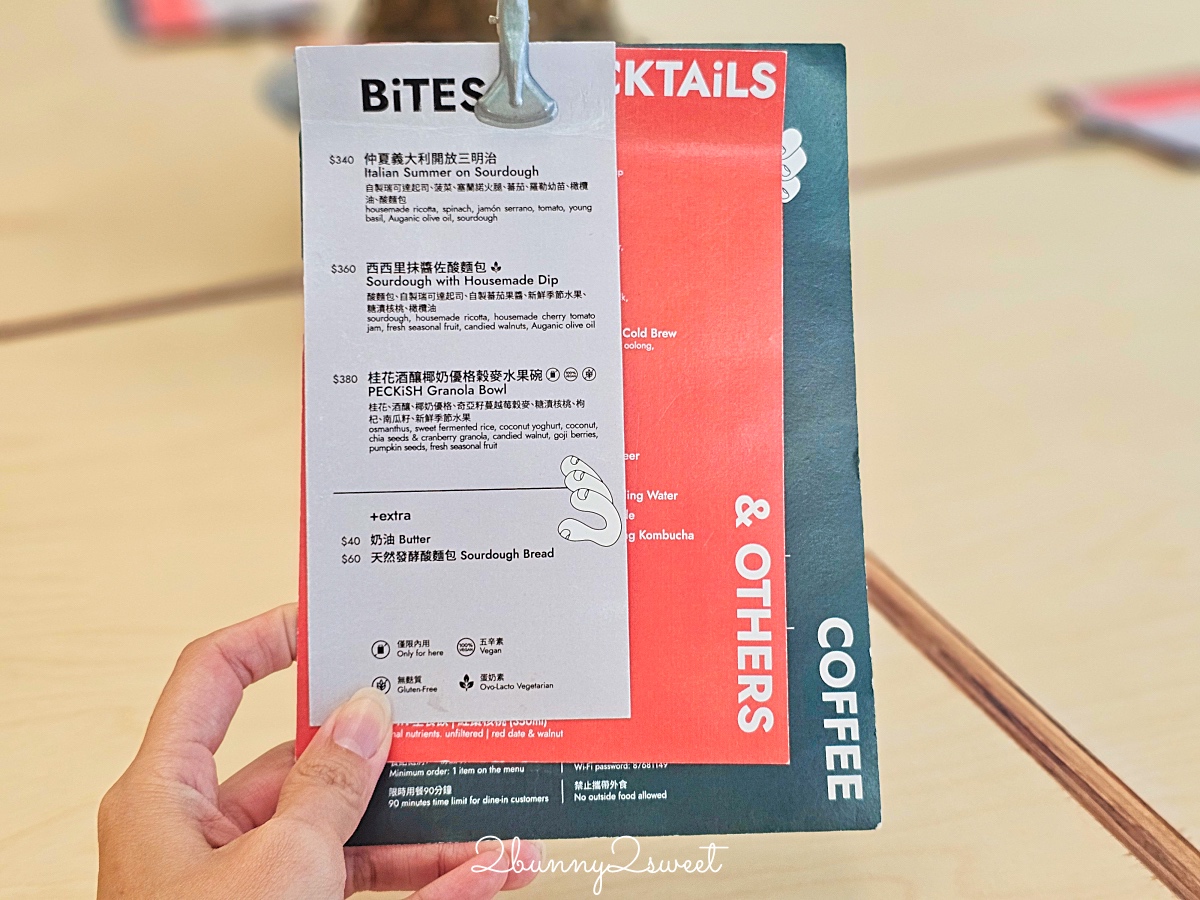 BiTES
CKTAiLS
$340 仲夏義大利開放三明治
Italian Summer on Sourdough
自製瑞可達起司、菠菜、塞蘭諾火腿、蕃茄、羅勒幼苗、橄欖
油、酸麵包
housemade ricotta, spinach, jamón serrano, tomato, young
basil, Auganic olive oil, sourdough
$360 西西里抹醬佐酸麵包
Sourdough with Housemade Dip
酸麵包、自製瑞可達起司、自製蕃茄果醬、新鮮季節水果、
糖漬核桃、橄欖油
sourdough, housemade ricotta, housemade cherry tomato
jam, fresh seasonal fruit, candied walnuts, Auganic olive oil
$380 桂花酒釀椰奶優格穀麥水果碗
PECKiSH Granola Bowl
桂花、酒釀、椰奶優格、奇亞籽蔓越莓穀麥、糖漬核桃、枸
杞、南瓜籽、新鮮季節水果
osmanthus, sweet fermented rice, coconut yoghurt, coconut,
chia seeds & cranberry granola, candied walnut, goji berries,
pumpkin seeds, fresh seasonal fruit
+extra
$40 奶油 Butter
$60 天然發酵酸麵包 Sourdough Bread
僅限內用
Only for here
100% VEGAN
五辛素
Vegan
無麩質
Gluten-Free
蛋奶素
Ovo-Lacto Vegetarian
Cold Brew
oolong,
eer
ing Water
le
g Kombucha
& OTHERS
(350ml)
nal nutrients. unfiltered | red date & walnut
COFFEE
Minimum order: 1 item on the menu
限時用餐90分鐘
90 minutes time limit for dine-in customers
Wi-Fi password: 87681149
禁止攜帶外食
No outside food allowed
2bunny2sweet